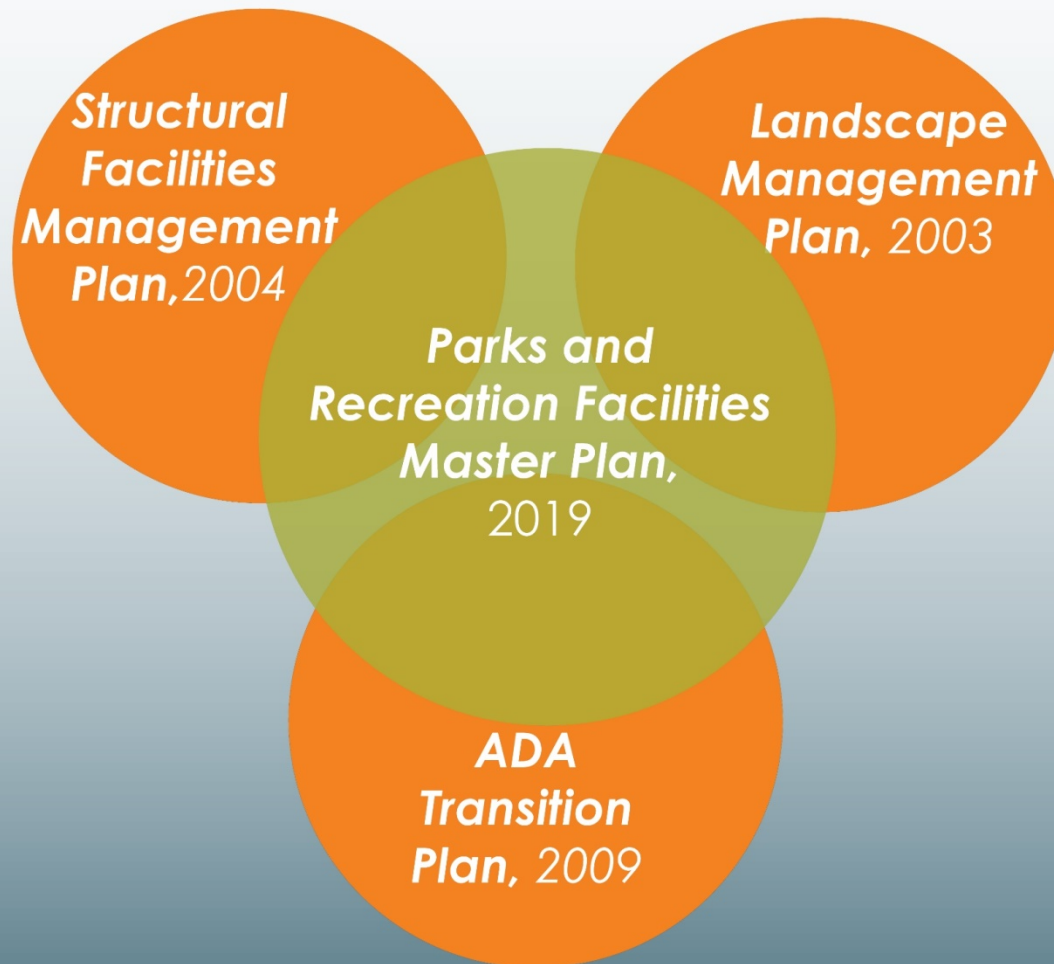 Structural
Facilities
Management
Plan,2004
Landscape
Management
Plan, 2003
Parks and
Recreation Facilities
Master Plan,
2019
ADA
Transition
Plan, 2009